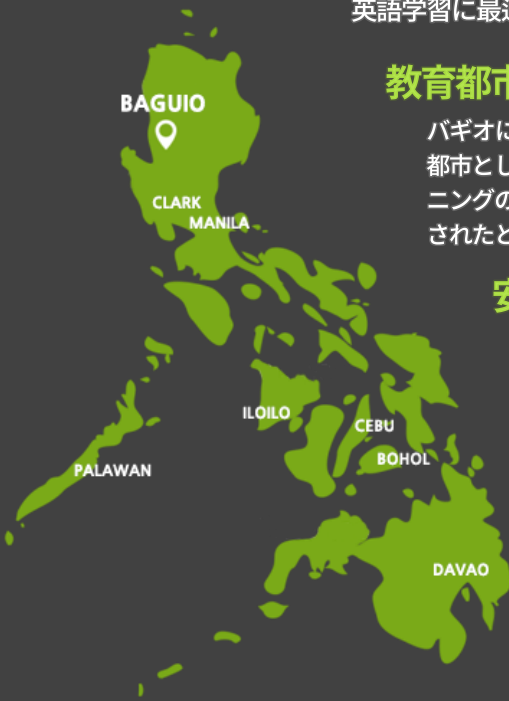 英語学習に最
教育都
BAGUIO
バギオに
都市とし
CLARK
ニングの
MANILA
されたと
ILOILO
CEBU
BOHOL
PALAWAN
DAVAO